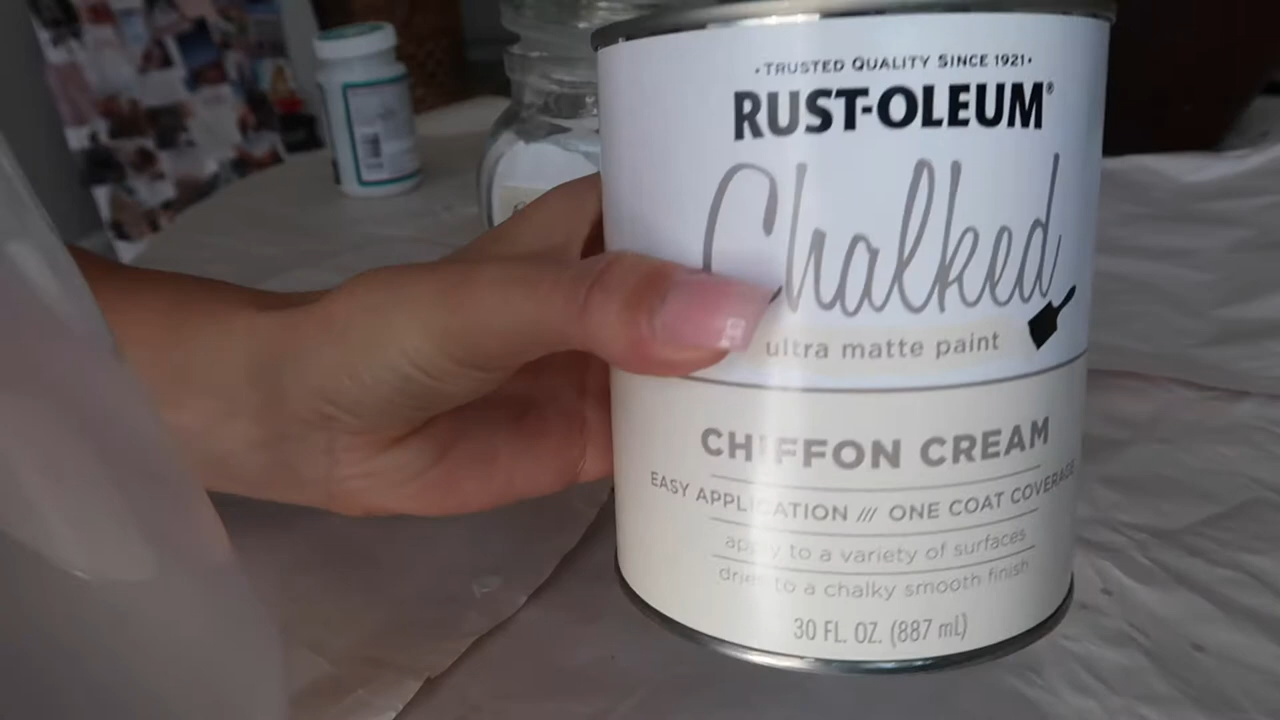 • TRUSTED QUALITY SINCE 1921 •
RUST-OLEUM®
Chalked
ultra matte paint
CHIFFON CREAM
EASY APPLICATION /// ONE COAT COVERAGE
apply to a variety of surfaces
dries to a chalky smooth finish
30 FL. OZ. (887 mL)